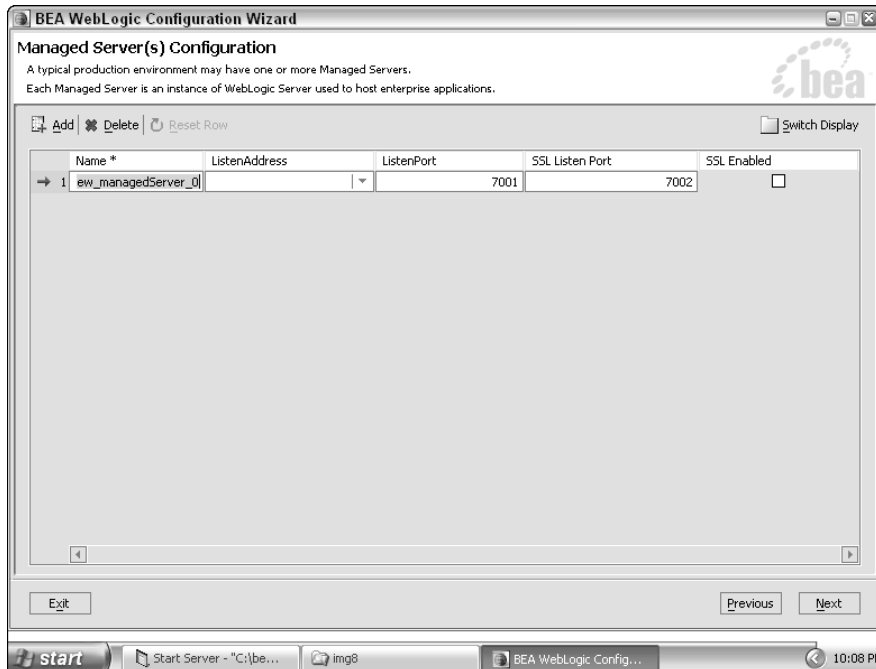 BEA WebLogic Configuration Wizard
Managed Server(s) Configuration
A typical production environment may have one or more Managed Servers.
Each Managed Server is an instance of WebLogic Server used to host enterprise applications.
bea
Add Delete Reset Row Switch Display
Name * ListenAddress ListenPort SSL Listen Port SSL Enabled
1 ew_managedServer_0 7001 7002
Exit Previous Next
start Start Server - "C:\be... img8 BEA WebLogic Config... 10:08 P